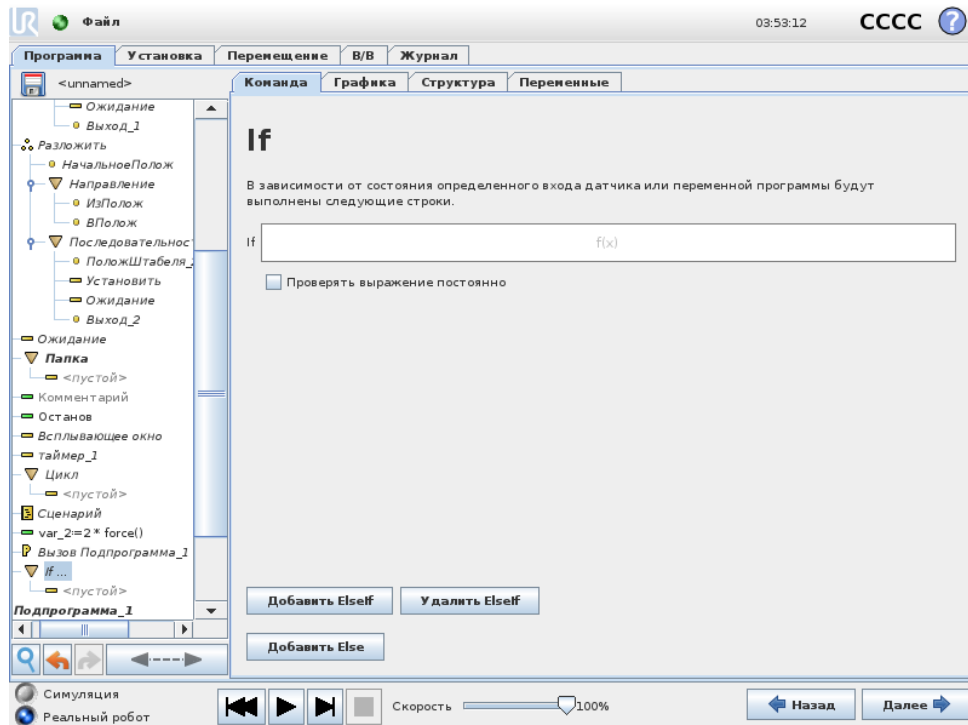 UR Файл 03:53:12 CCCC ?
Программа Установка Перемещение В/В Журнал
<unnamed>
Команда Графика Структура Переменные
Ожидание
Выход_1
Разложить
НачальноеПолож
Направление
ИзПолож
ВПолож
Последовательнос
ПоложШтабеля_
Установить
Ожидание
Выход_2
Ожидание
Папка
<пустой>
Комментарий
Останов
Всплывающее окно
таймер_1
Цикл
<пустой>
Сценарий
var_2:=2 * force()
Вызов Подпрограмма_1
If ...
<пустой>
Подпрограмма_1
If
В зависимости от состояния определенного входа датчика или переменной программы будут
выполнены следующие строки.
If f(x)
Проверять выражение постоянно
Добавить ElseIf Удалить ElseIf
Добавить Else
Симуляция
Реальный робот
Скорость 100%
Назад Далее